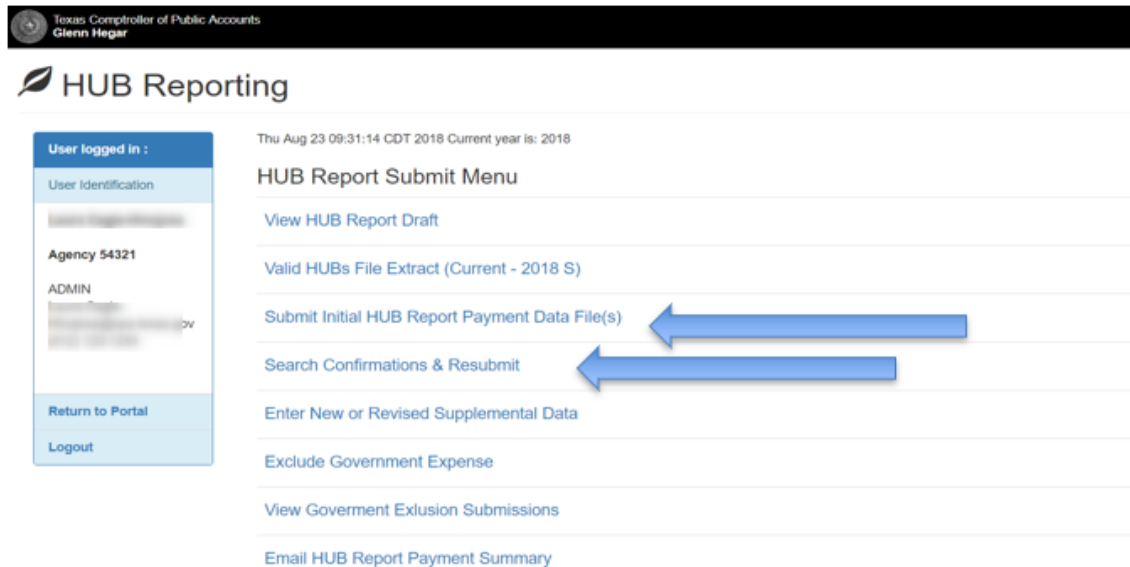 Texas Comptroller of Public Accounts
Glenn Hegar
HUB Reporting
User logged in :
User Identification
Agency 54321
ADMIN
ov
Return to Portal
Logout
Thu Aug 23 09:31:14 CDT 2018 Current year is: 2018
HUB Report Submit Menu
View HUB Report Draft
Valid HUBs File Extract (Current - 2018 S)
Submit Initial HUB Report Payment Data File(s)
Search Confirmations & Resubmit
Enter New or Revised Supplemental Data
Exclude Government Expense
View Goverment Exlusion Submissions
Email HUB Report Payment Summary